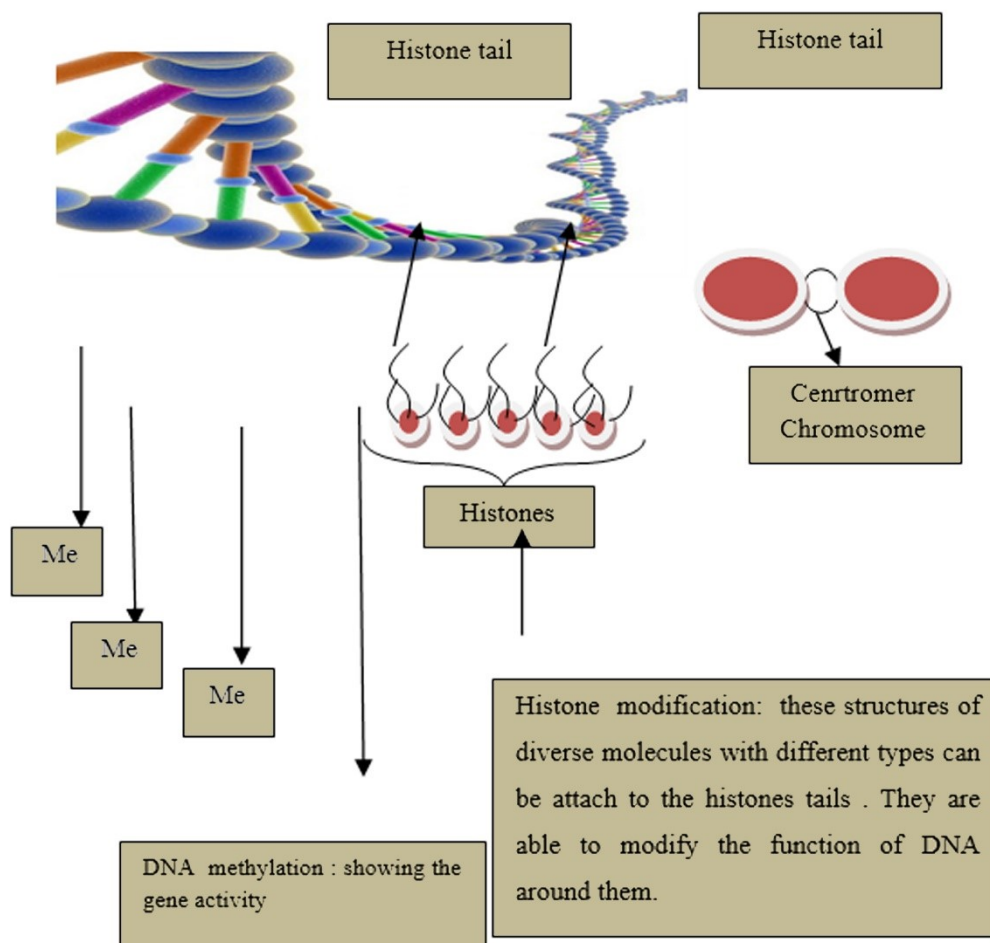 Histone tail
Histone tail
Cenrtromer
Chromosome
Histones
Me
Me
Me
Histone modification: these structures of
diverse molecules with different types can
be attach to the histones tails . They are
able to modify the function of DNA
around them.
DNA methylation : showing the
gene activity